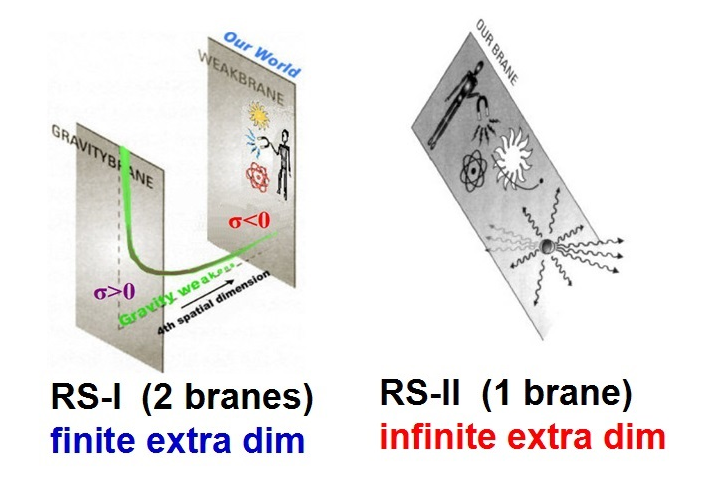 Our World
WEAKBRANE
GRAVITYBRANE
σ<0
σ>0
Gravity weakens
4th spatial dimension
RS-I (2 branes)
finite extra dim
OUR BRANE
RS-II (1 brane)
infinite extra dim